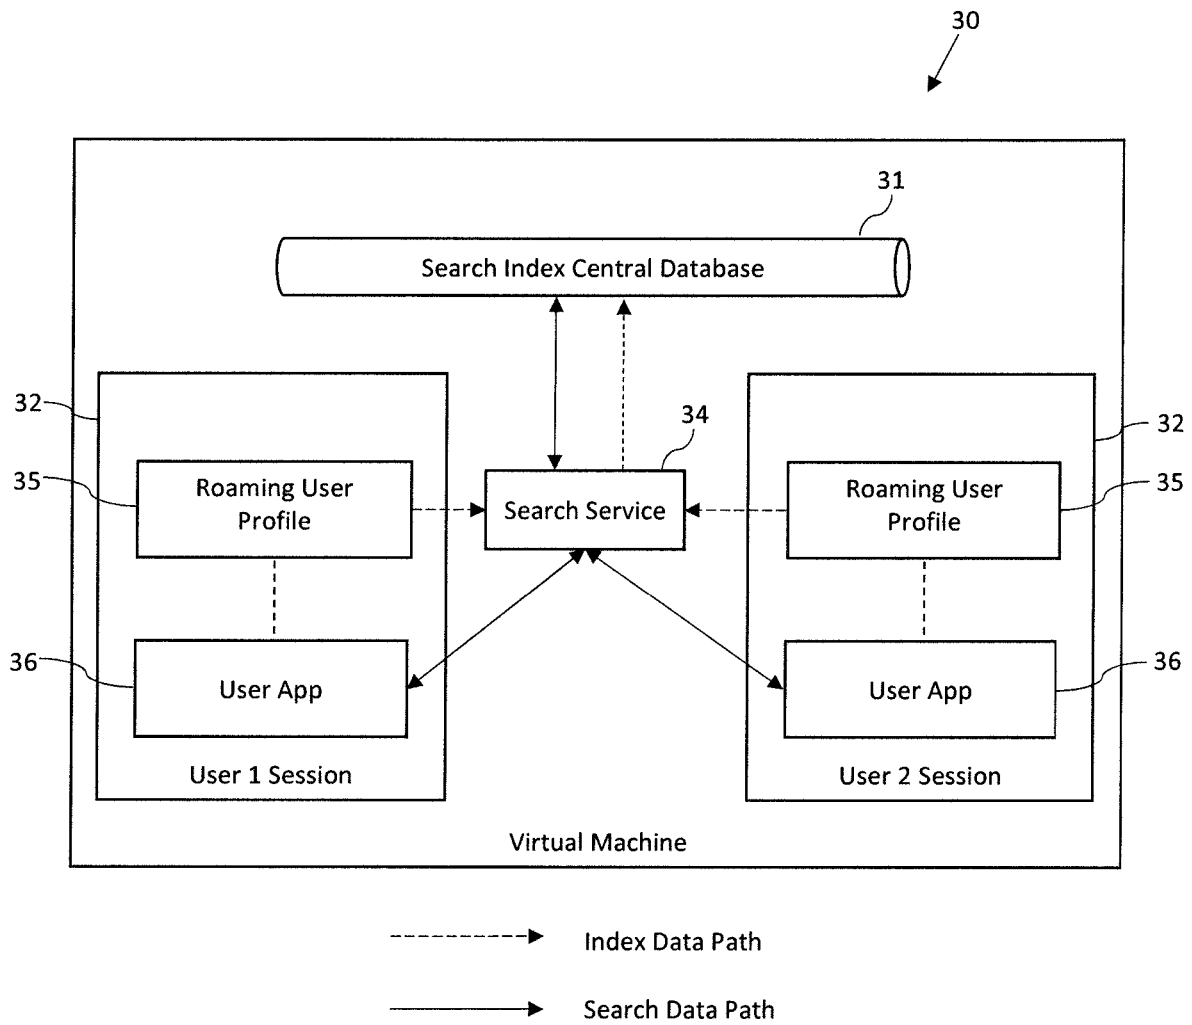 30
31
Search Index Central Database
32
32
34
35
Roaming User
Profile
Search Service
Roaming User
Profile
35
36
User App
User App
36
User 1 Session
User 2 Session
Virtual Machine
Index Data Path
Search Data Path